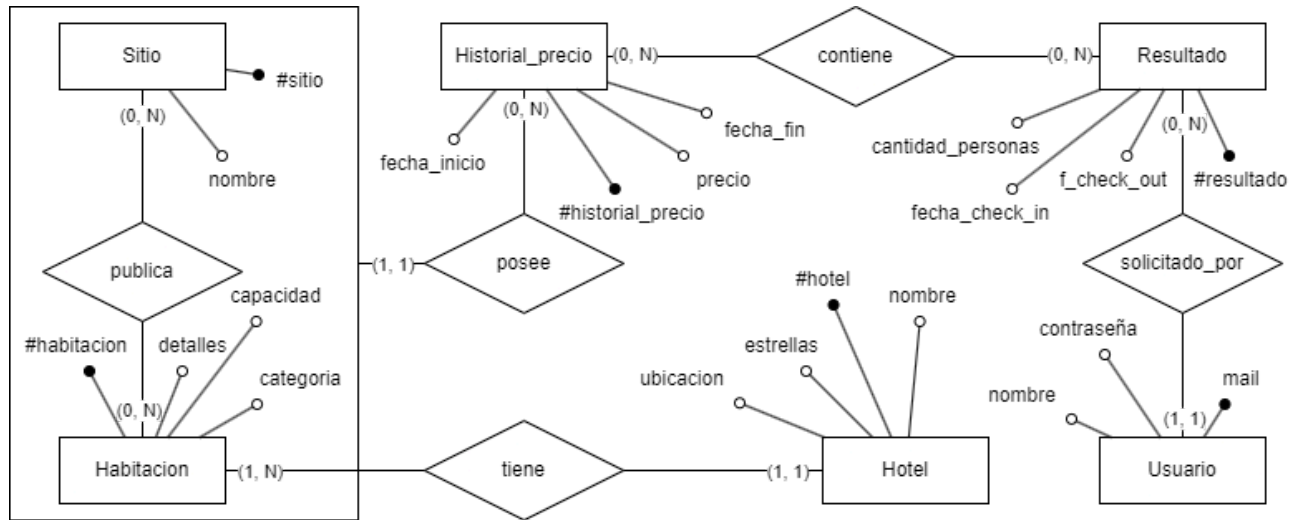 Sitio
#sitio
(0, N)
nombre
publica
capacidad
#habitacion
detalles
categoria
(0, N)
Habitacion
(1, N)
tiene
(1, 1)
Hotel
ubicacion
estrellas
#hotel
nombre
Historial_precio
(0, N)
contiene
(0, N)
Resultado
(0, N)
fecha_inicio
#historial_precio
precio
fecha_fin
(1, 1)
posee
cantidad_personas
fecha_check_in
f_check_out
(0, N)
#resultado
solicitado_por
contraseña
nombre
mail
(1, 1)
Usuario